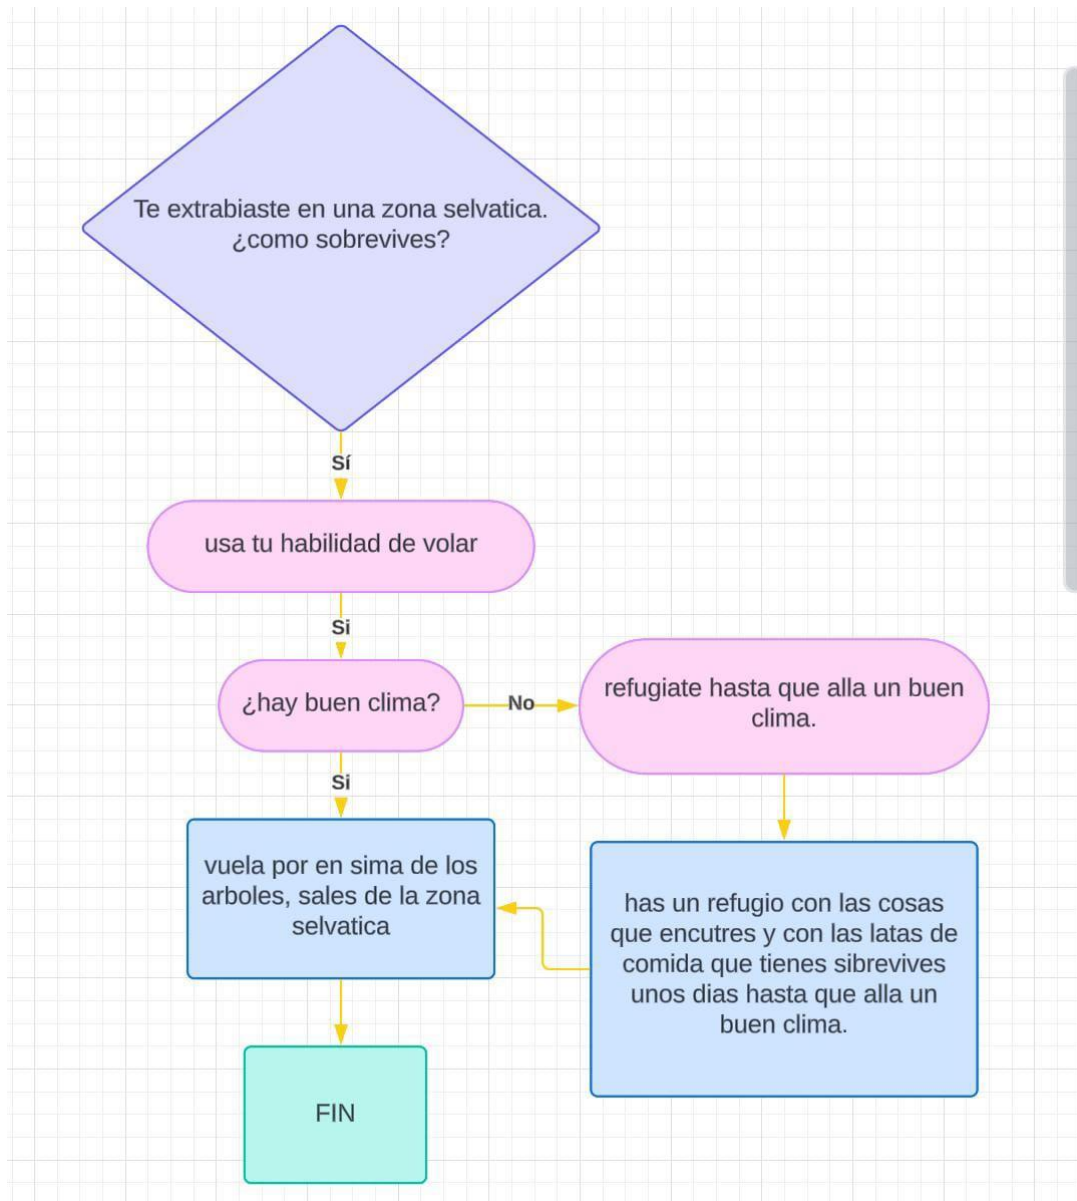 Te extrabiaste en una zona selvatica.
¿como sobrevives?
Sí
usa tu habilidad de volar
Si
¿hay buen clima?
No
refugiate hasta que alla un buen
clima.
Si
vuela por en sima de los
arboles, sales de la zona
selvatica
has un refugio con las cosas
que encutres y con las latas de
comida que tienes sibrevives
unos dias hasta que alla un
buen clima.
FIN